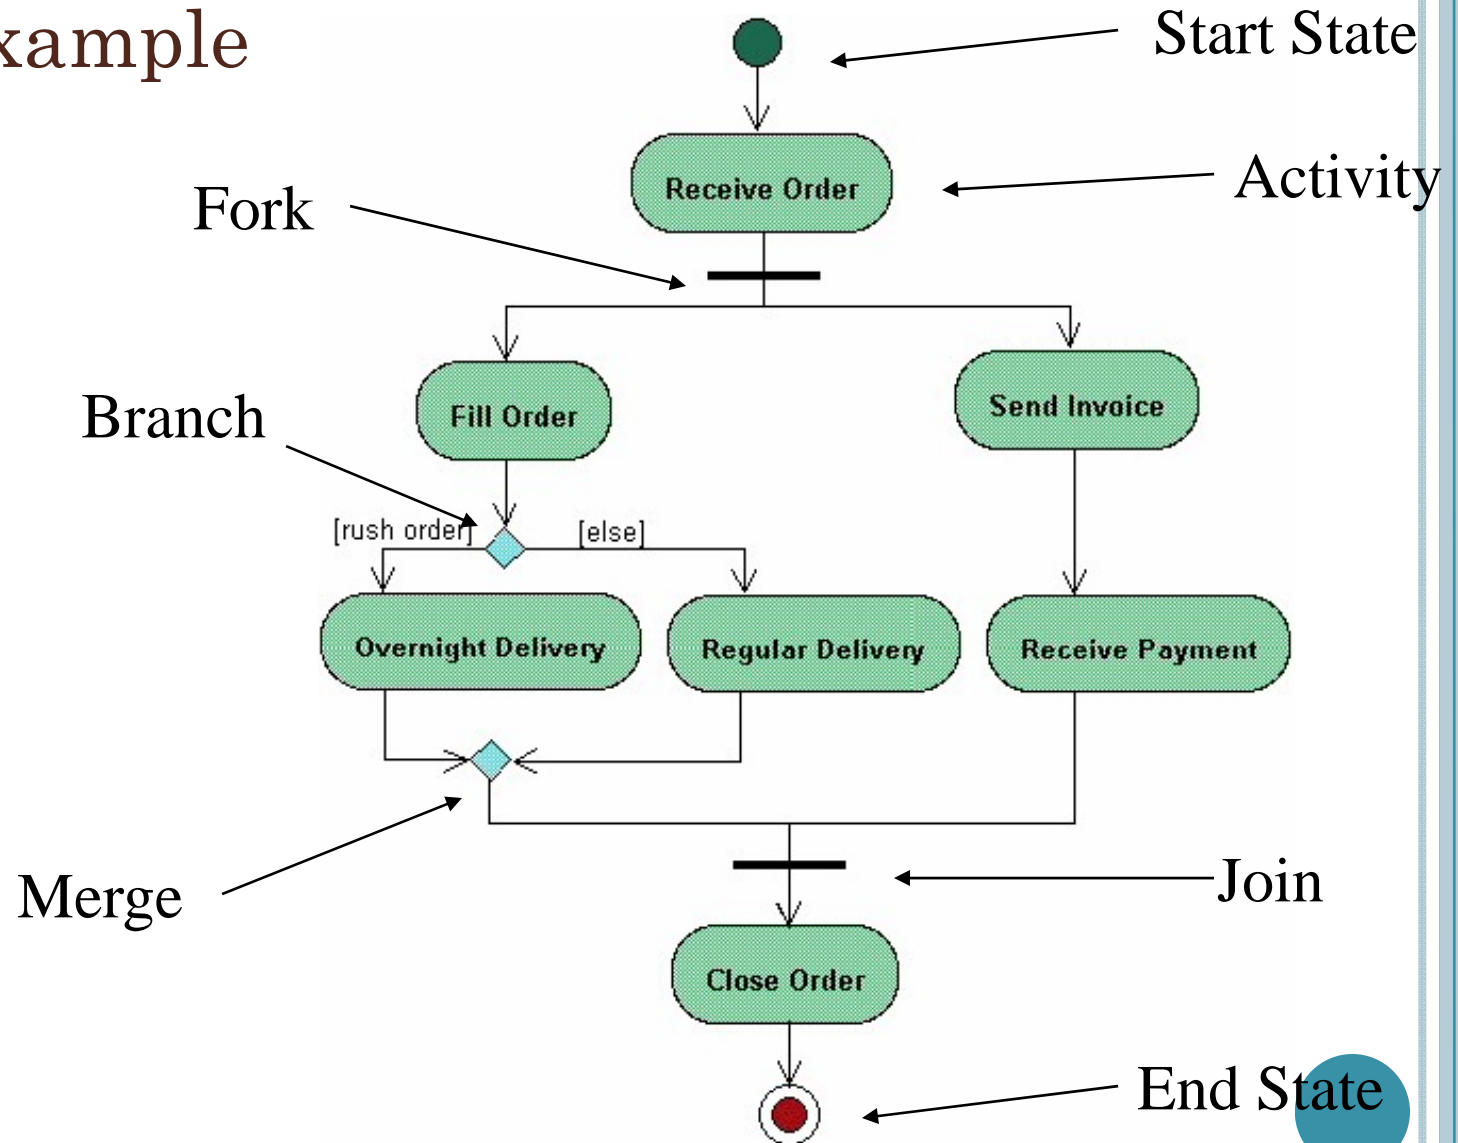 xample
Start State
Receive Order
Activity
Fork
Fill Order
Send Invoice
Branch
[rush order]
[else]
Overnight Delivery
Regular Delivery
Receive Payment
Merge
Join
Close Order
End State